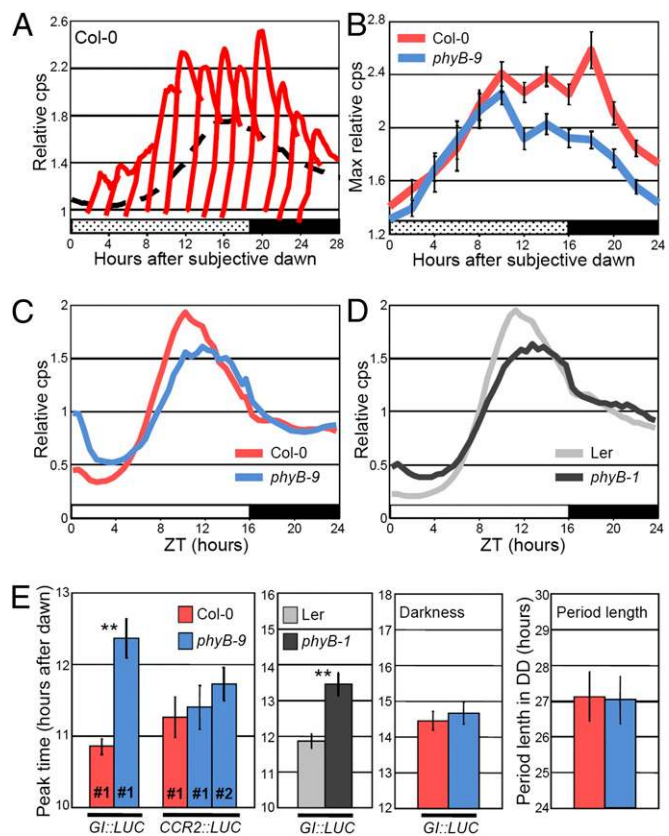 A
Col-0
Relative cps
2.6
2.2
1.8
1.4
1
0 4 8 12 16 20 24 28
Hours after subjective dawn
B
Col-0
phyB-9
Max relative cps
2.8
2.4
2
1.6
1.2
0 4 8 12 16 20 24
Hours after subjective dawn
C
Relative cps
2
1.5
1
0.5
0
Col-0
phyB-9
0 4 8 12 16 20 24
ZT (hours)
D
Relative cps
2
1.5
1
0.5
0
Ler
phyB-1
0 4 8 12 16 20 24
ZT (hours)
E
Peak time (hours after dawn)
13
12
11
10
Col-0
phyB-9
**
#1 #1 #1 #1 #2
GI::LUC CCR2::LUC
16
15
14
13
12
11
10
Ler
phyB-1
**
GI::LUC
Darkness
18
17
16
15
14
13
12
GI::LUC
Period length
Period lenth in DD (hours)
30
29
28
27
26
25
24